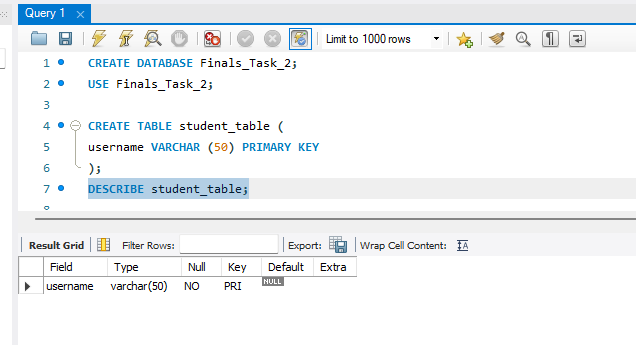 Query 1
Limit to 1000 rows
1 CREATE DATABASE Finals_Task_2;
2 USE Finals_Task_2;
3
4 CREATE TABLE student_table (
5 username VARCHAR (50) PRIMARY KEY
6 );
7 DESCRIBE student_table;
Result Grid Filter Rows: Export: Wrap Cell Content:
Field Type Null Key Default Extra
username varchar(50) NO PRI NULL